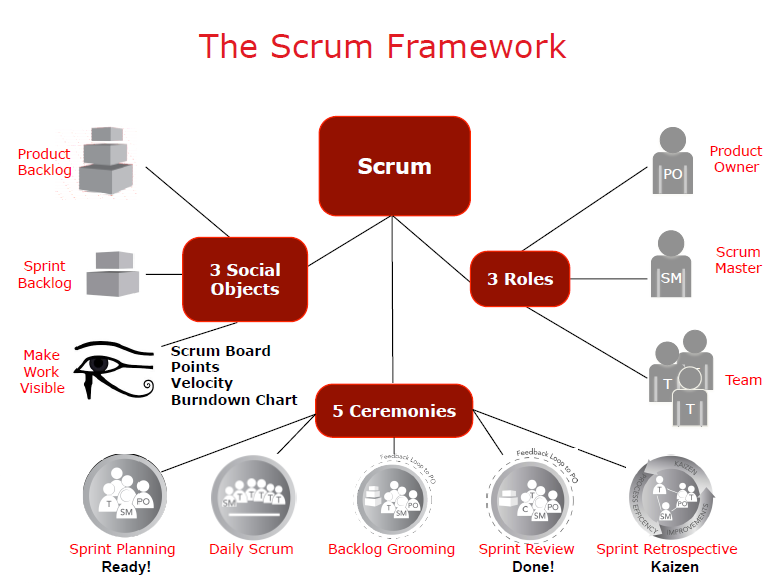 The Scrum Framework
Scrum
Product
Backlog
PO
Product
Owner
Sprint
Backlog
3 Social
Objects
3 Roles
SM
Scrum
Master
Make
Work
Visible
Scrum Board
Points
Velocity
Burndown Chart
T
T
Team
5 Ceremonies
T
SM
PO
Sprint Planning
Ready!
SM
T
T
T
T
T
Daily Scrum
Feedback Loop to PO
T
SM
PO
Backlog Grooming
Feedback Loop to PO
T
C
SM
PO
Sprint Review
Done!
KAIZEN
PROCESS EFFICIENCY
IMPROVEMENTS
T
T
PO
SM
Sprint Retrospective
Kaizen